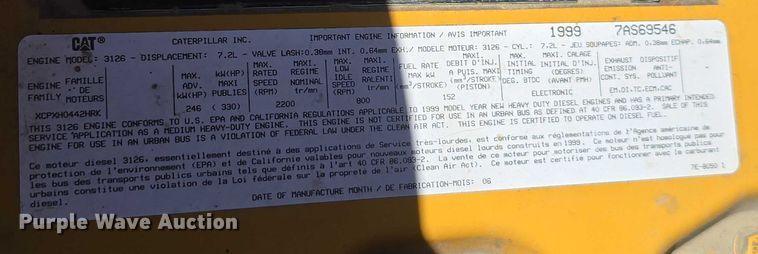 CAT CATERPILLAR INC. IMPORTANT ENGINE INFORMATION / AVIS IMPORTANT 1999 7AS69546
ENGINE MODEL: 3126 - DISPLACEMENT: 7.2L - VALVE LASH:0.38mm INT. 0.64mm EXH./ MODELE MOTEUR: 3126 - CYL.: 7.2L - JEU SOUPAPES: ADM. 0.38mm ECHAP. 0.64mm
ENGINE FAMILY
FAMILLE DE MOTEURS
MAX. ADV. kW(HP)
kW(HP) MAXI PUBLIES
MAX. RATED SPEED (RPM)
MAXI. REGIME NOMINAL tr/mn
MAX. LOW IDLE SPEED (RPM)
MAXI. REGIME RALENTI tr/mn
FUEL RATE MAX kW mm³/STROKE)
MAXI. DEBIT D'INJ. A PUIS. MAXI mm³/STROKE) (PISTON)
MAX. INITIAL TIMING DEG. BTDC
MAXI. CALAGE INITIAL D'INJ. (DEGRES) (AVANT PMH)
EXHAUST EMISSION CONT. SYS.
DISPOSITIF ANTI- POLLUANT
XCPXH0442HRK 246 (330) 2200 800 152 ELECTRONIC EM.DI.TC.ECM.CAC
THIS 3126 ENGINE CONFORMS TO U.S. EPA AND CALIFORNIA REGULATIONS APPLICABLE TO 1999 MODEL YEAR NEW HEAVY DUTY DIESEL ENGINES AND HAS A PRIMARY INTENDED
SERVICE APPLICATION AS A MEDIUM HEAVY-DUTY ENGINE. THIS ENGINE IS NOT CERTIFIED FOR USE IN AN URBAN BUS AS DEFINED AT 40 CFR 86.093-2. SALE OF THIS
ENGINE FOR USE IN AN URBAN BUS IS A VIOLATION OF FEDERAL LAW UNDER THE CLEAN AIR ACT. THIS ENGINE IS CERTIFIED TO OPERATE ON DIESEL FUEL.
Ce moteur diesel 3126, essentiellement destiné à des applications de Service très-lourdes, est conforme aux réglementations de l'Agence américaine de
protection de l'environnement (EPA) et de Californie valables pour nouveaux moteurs diesel lourds construits en 1999. Ce moteur n'est pas homologué pour
les bus des transports publics urbains tels que définis à l'art 40 CFR 86.093-2. La vente de ce moteur pour motoriser des bus des transports publics
urbains constitue une violation de la Loi fédérale sur la propreté de l'air (Clean Air Act). Ce moteur est certifié pour fonctionner avec le carburant
diesel.
DATE OF MANUFACTURE MONTH / DE FABRICATION-MOIS: 06 7E-8050 1
Purple Wave Auction